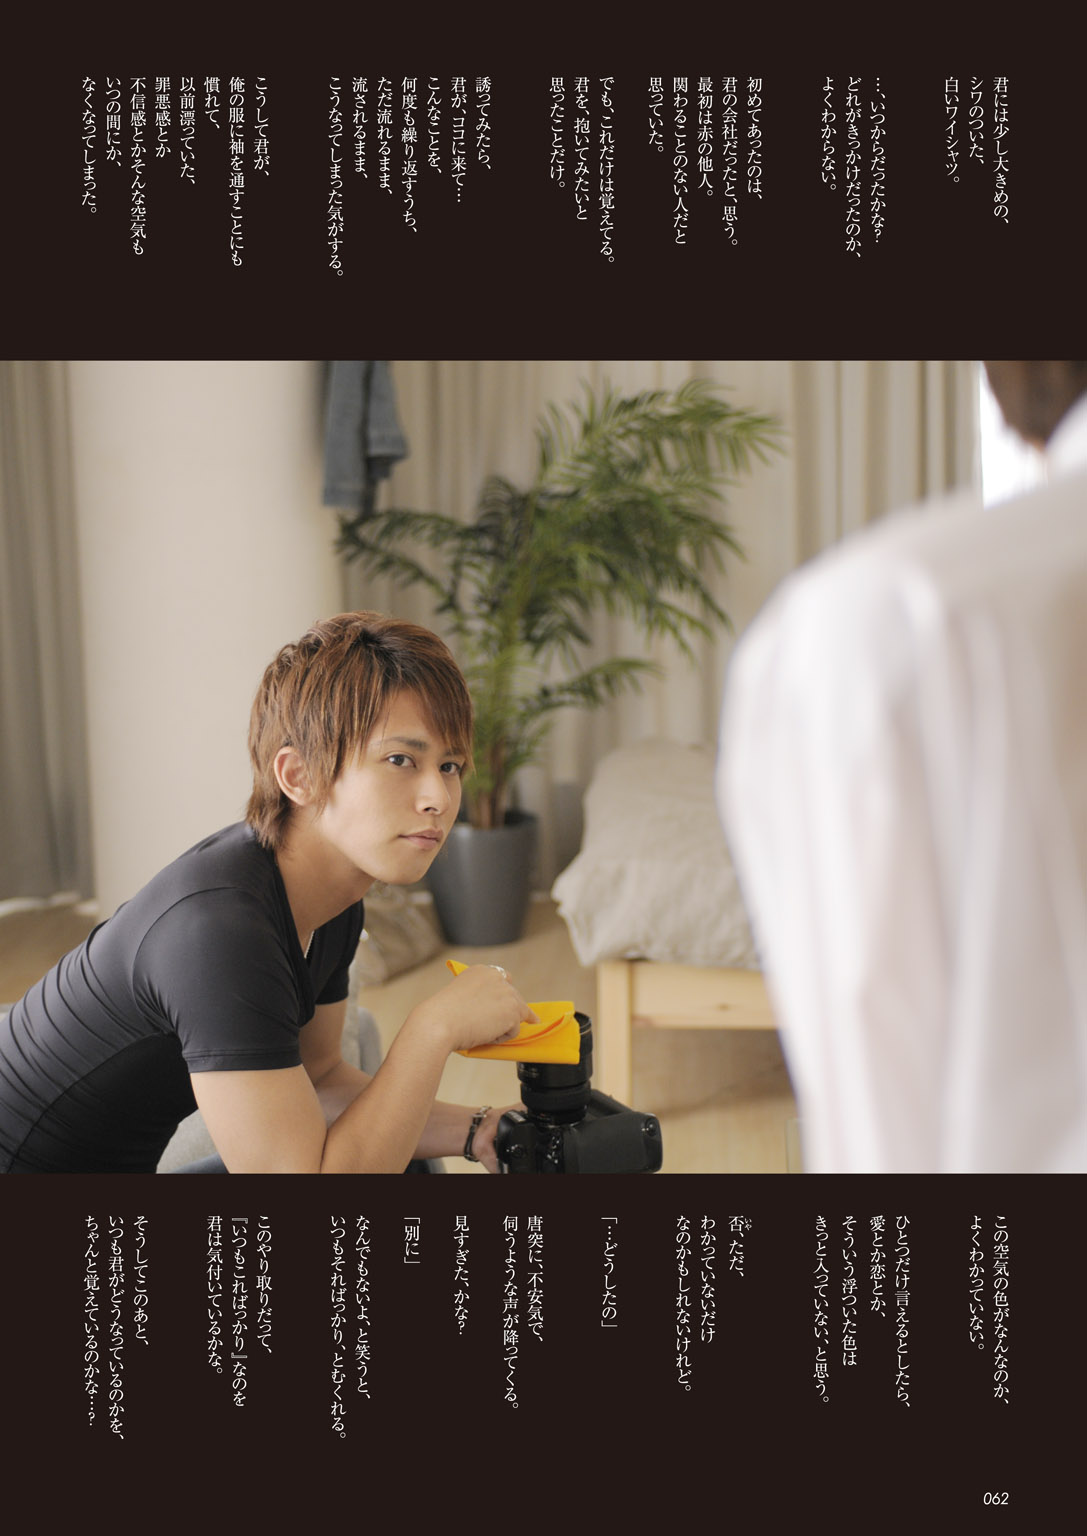 君には少し大きめの、
シワのついた、
白いワイシャツ。
…、いつからだったかな？
どれがきっかけだったのか、
よくわからない。
初めてあったのは、
君の会社だったと、思う。
最初は赤の他人。
関わることのない人だと
思っていた。
でも、これだけは覚えてる。
君を、抱いてみたいと
思ったことだけ。
誘ってみたら、
君が、ココに来て…
こんなことを、
何度も繰り返すうち、
ただ流れるまま、
流されるまま、
こうなってしまった気がする。
こうして君が、
俺の服に袖を通すことにも
慣れて、
以前漂っていた、
罪悪感とか
不信感とかそんな空気も
いつの間にか、
なくなってしまった。
この空気の色がなんなのか、
よくわかっていない。
ひとつだけ言えるとしたら、
愛とか恋とか、
そういう浮ついた色は
きっと入っていない、と思う。
否、ただ、
いや
わかっていないだけ
なのかもしれないけれど。
「…どうしたの」
唐突に、不安気で、
伺うような声が降ってくる。
見すぎた、かな？
「別に」
なんでもないよ、と笑うと、
いつもそればっかり、とむくれる。
このやり取りだって、
『いつもこればっかり』なのを
君は気付いているかな。
そうしてこのあと、
いつも君がどうなっているのかを、
ちゃんと覚えているのかな…？
062